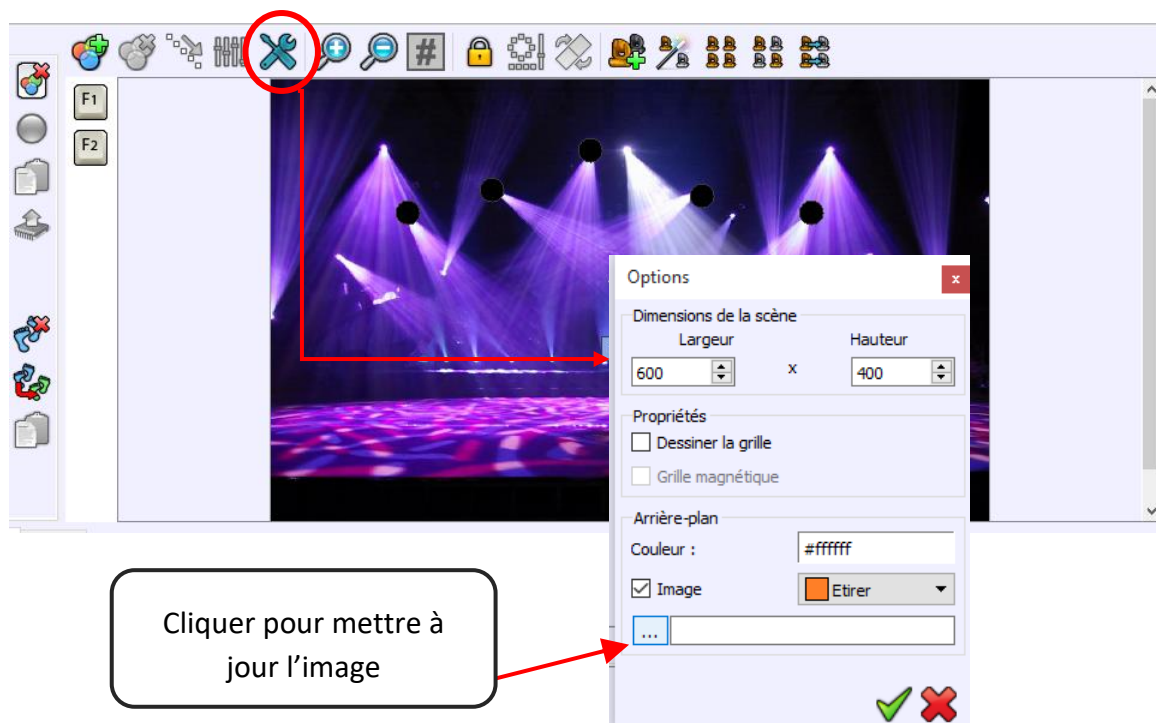 #
F1
F2
Options
x
Dimensions de la scène
Largeur
Hauteur
600
x
400
Propriétés
Dessiner la grille
Grille magnétique
Arrière-plan
Couleur :
#ffffff
Image
Etirer
...
Cliquer pour mettre à
jour l’image